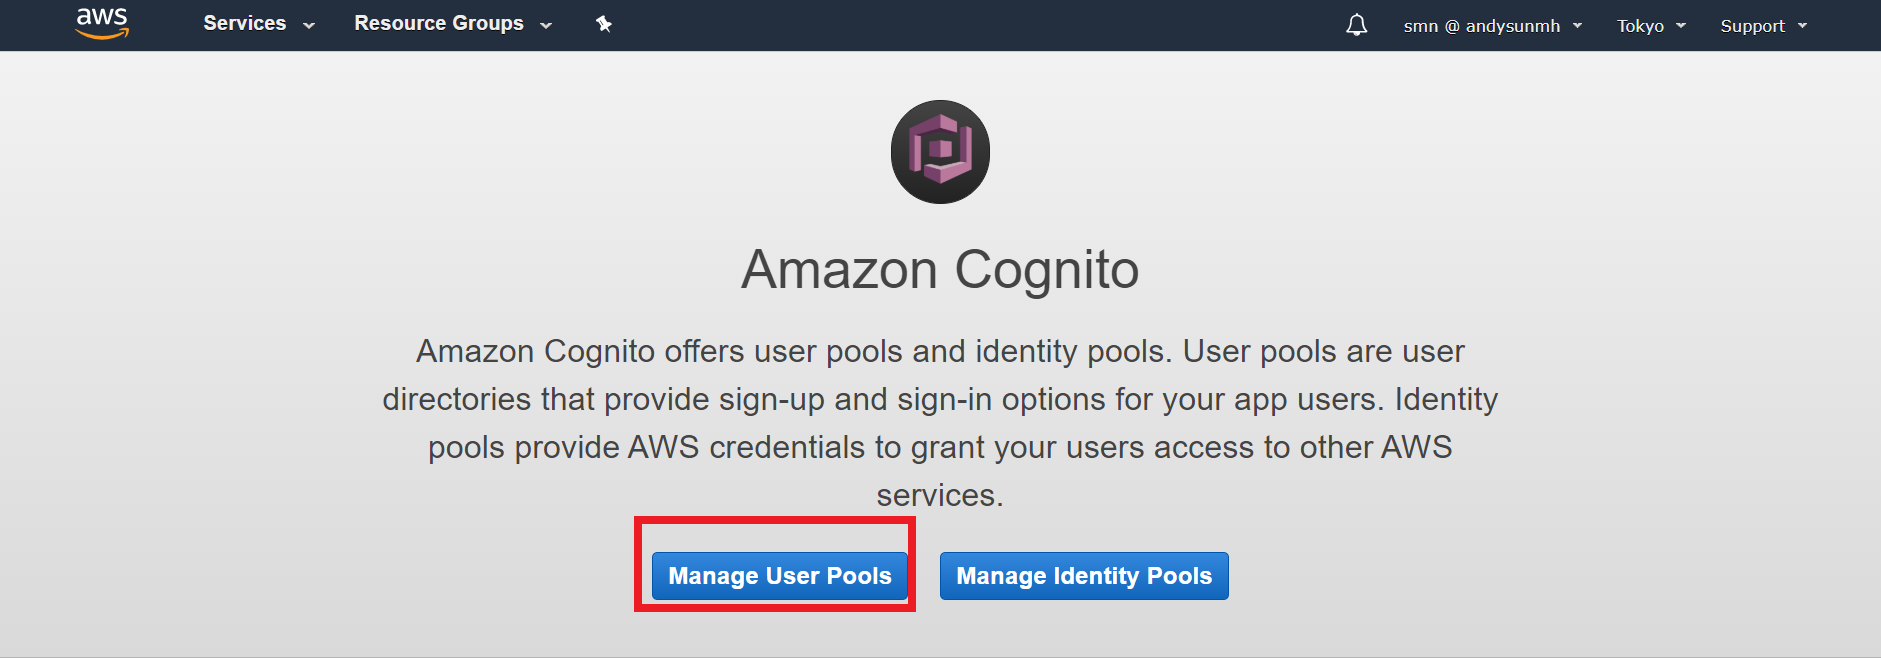 aws
Services
Resource Groups
smn @ andysunmh
Tokyo
Support
Amazon Cognito
Amazon Cognito offers user pools and identity pools. User pools are user
directories that provide sign-up and sign-in options for your app users. Identity
pools provide AWS credentials to grant your users access to other AWS
services.
Manage User Pools
Manage Identity Pools